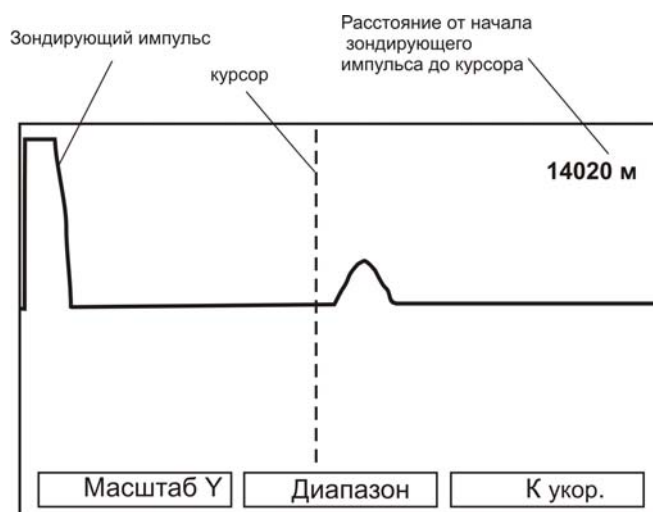 Зондирующий импульс
курсор
Расстояние от начала
зондирующего
импульса до курсора
14020 м
Масштаб Y
Диапазон
К укор.